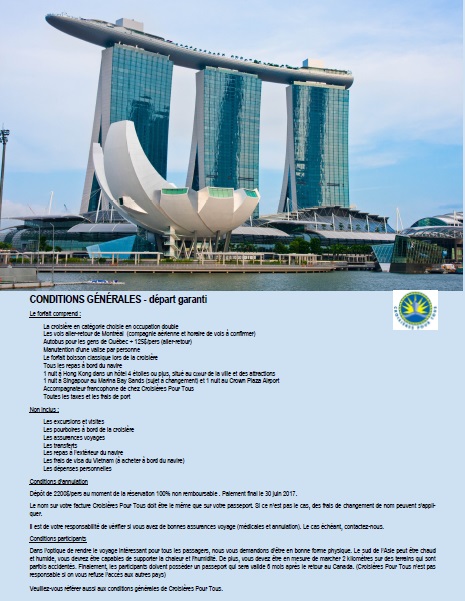 CONDITIONS GÉNÉRALES - départ garanti
CROISIÈRES POUR TOUS
Le forfait comprend :
La croisière en catégorie choisie en occupation double
Les vols aller-retour de Montréal (compagnie aérienne et horaire de vols à confirmer)
Autobus pour les gens de Québec + 125$/pers (aller-retour)
Manutention d'une valise par personne
Le forfait boisson classique lors de la croisière
Tous les repas à bord du navire
1 nuit à Hong Kong dans un hôtel 4 étoiles ou plus, situé au cœur de la ville et des attractions
1 nuit à Singapour au Marina Bay Sands (sujet à changement) et 1 nuit au Crown Plaza Airport
Accompagnateur francophone de chez Croisières Pour Tous
Toutes les taxes et les frais de port
Non inclus :
Les excursions et visites
Les pourboires à bord de la croisière
Les assurances voyages
Les transferts
Les repas à l'exterieur du navire
Les frais de visa du Vietnam (à acheter à bord du navire)
Les dépenses personnelles
Conditions d'annulation
Dépôt de 2200$/pers au moment de la réservation 100% non remboursable . Paiement final le 30 juin 2017.
Le nom sur votre facture Croisières Pour Tous doit être le même que sur votre passeport. Si ce n'est pas le cas, des frais de changement de nom peuvent s'appli-
quer.
Il est de votre responsabilité de vérifier si vous avez de bonnes assurances voyage (médicales et annulation). Le cas échéant, contactez-nous.
Conditions participants
Dans l'optique de rendre le voyage intéressant pour tous les passagers, nous vous demandons d'être en bonne forme physique. Le sud de l'Asie peut être chaud
et humide, vous devrez être capables de supporter la chaleur et l'humidité. De plus, vous devez être en mesure de marcher 2 kilomètres sur des terrains qui sont
parfois accidentés. Finalement, les participants doivent posséder un passeport qui sera valide 6 mois après le retour au Canada. (Croisières Pour Tous n'est pas
responsable si on vous refuse l'accès aux autres pays)
Veuillez-vous référer aussi aux conditions générales de Croisières Pour Tous.